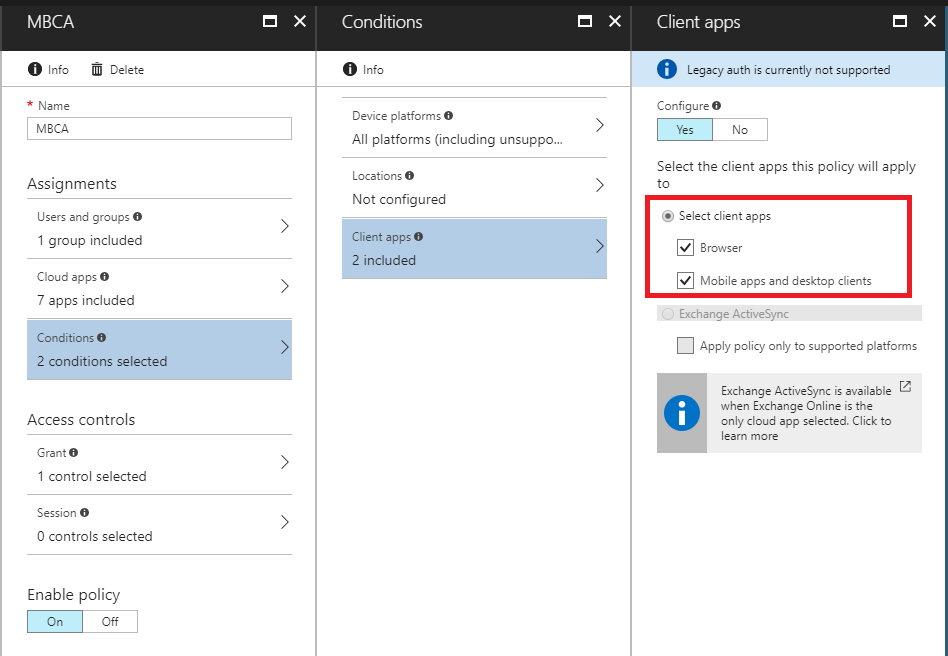 MBCA
Info
Delete
* Name
MBCA
Assignments
Users and groups
1 group included
Cloud apps
7 apps included
Conditions
2 conditions selected
Access controls
Grant
1 control selected
Session
0 controls selected
Enable policy
On
Off
Conditions
Info
Device platforms
All platforms (including unsuppo...
Locations
Not configured
Client apps
2 included
Client apps
Legacy auth is currently not supported
Configure
Yes
No
Select the client apps this policy will apply
to
Select client apps
Browser
Mobile apps and desktop clients
Exchange ActiveSync
Apply policy only to supported platforms
Exchange ActiveSync is available
when Exchange Online is the
only cloud app selected. Click to
learn more